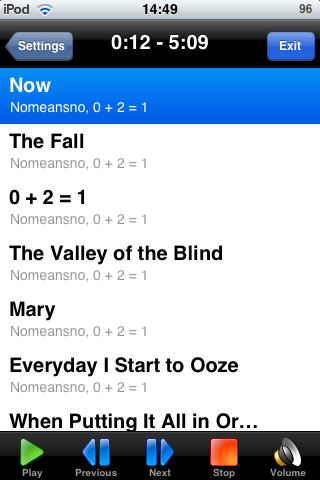 iPod 14:49 96
Settings 0:12 - 5:09 Exit
Now
Nomeansno, 0 + 2 = 1
The Fall
Nomeansno, 0 + 2 = 1
0 + 2 = 1
Nomeansno, 0 + 2 = 1
The Valley of the Blind
Nomeansno, 0 + 2 = 1
Mary
Nomeansno, 0 + 2 = 1
Everyday I Start to Ooze
Nomeansno, 0 + 2 = 1
When Putting It All in Or...
Play Previous Next Stop Volume